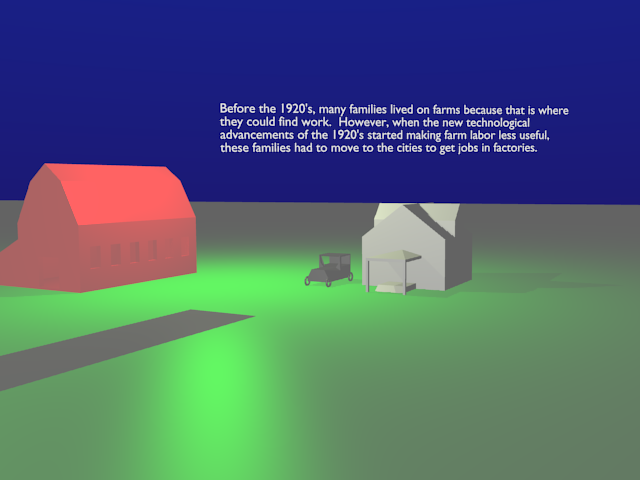 Before the 1920's, many families lived on farms because that is where
they could find work.  However, when the new technological
advancements of the 1920's started making farm labor less useful,
these families had to move to the cities to get jobs in factories.